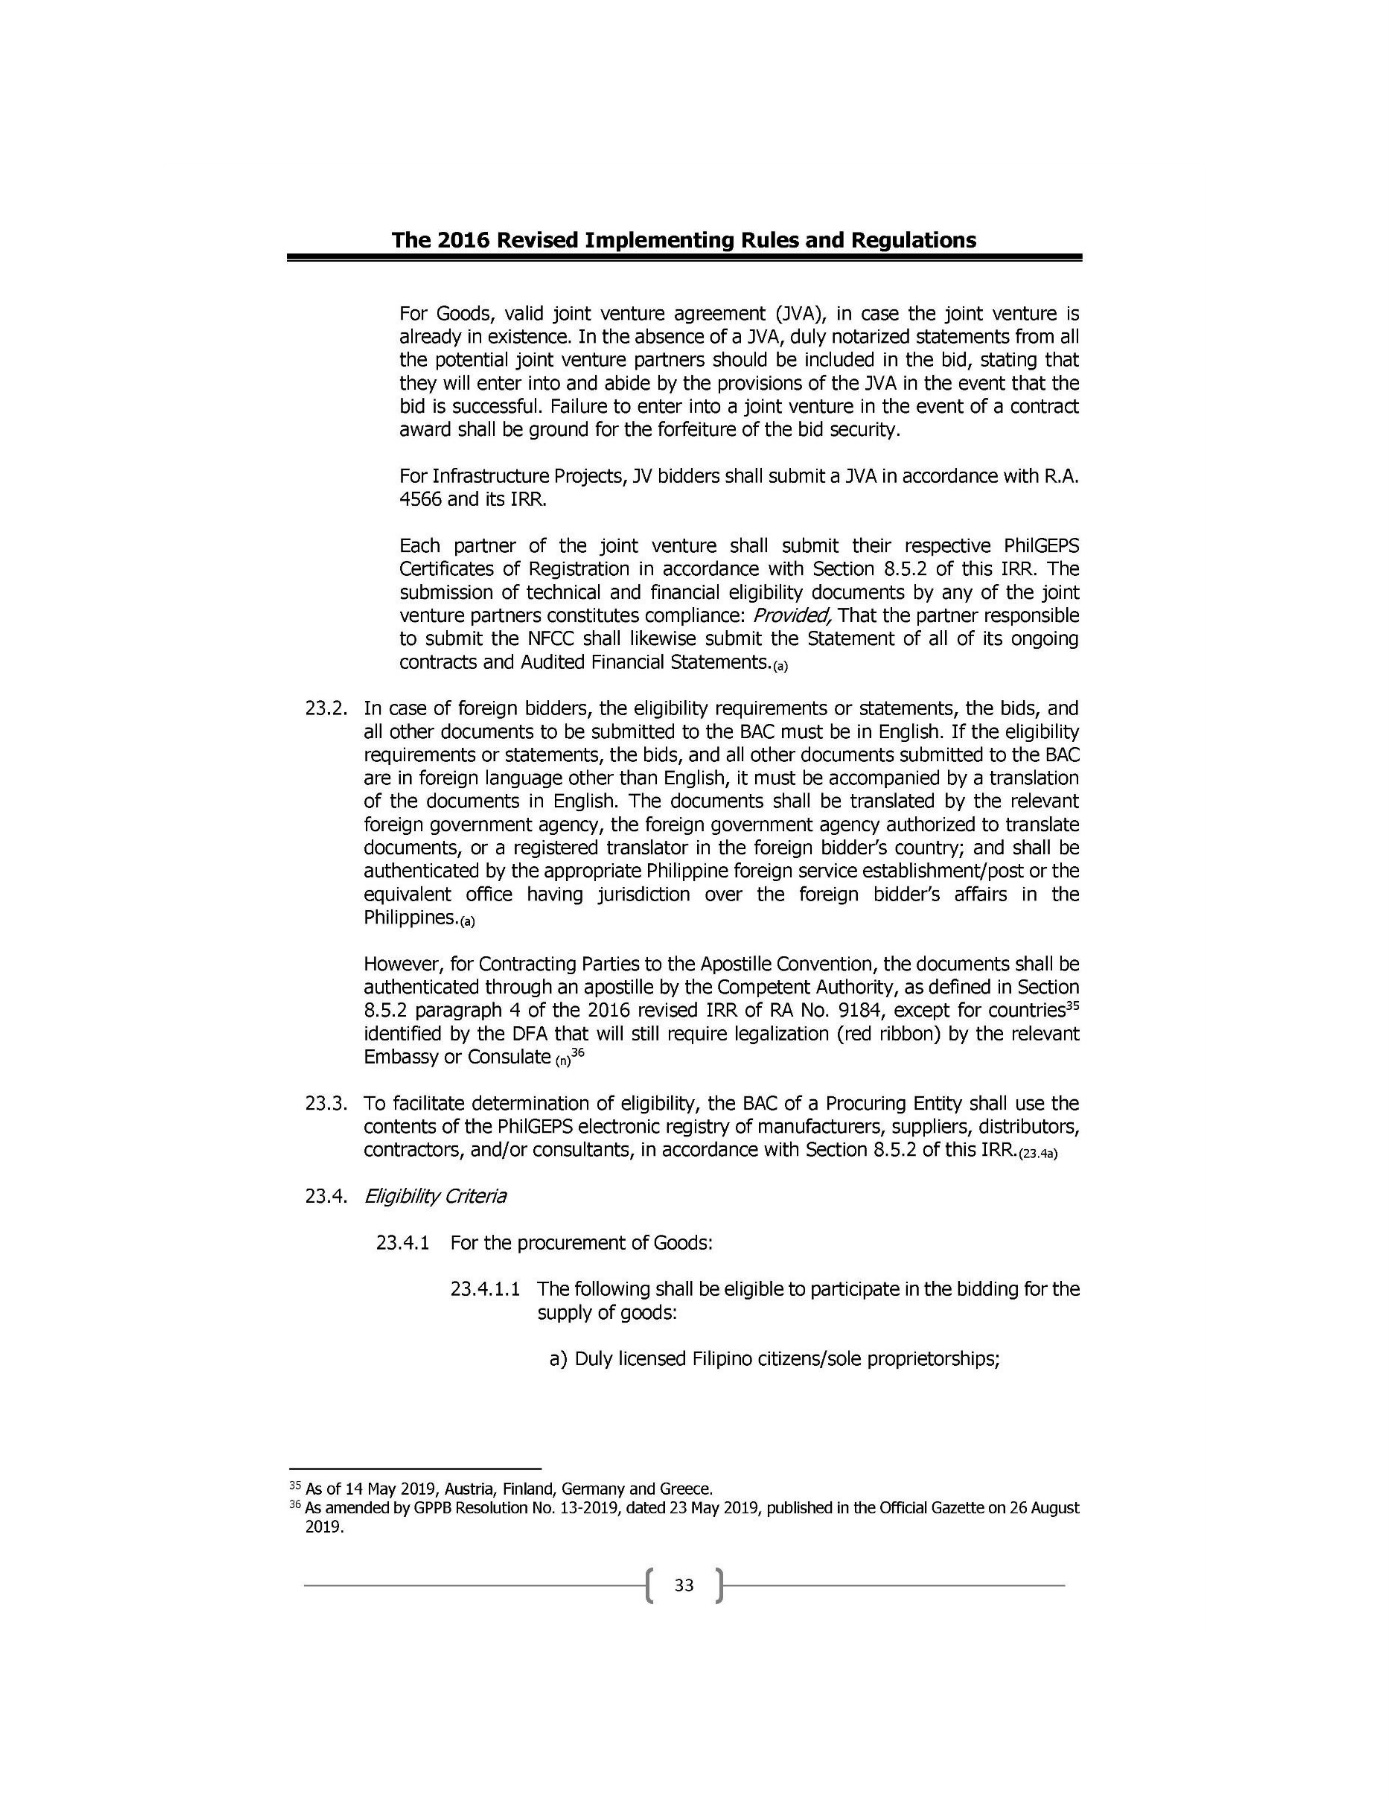 The 2016 Revised Implementing Rules and Regulations
For Goods, valid joint venture agreement (JVA), in case the joint venture is
already in existence. In the absence of a JVA, duly notarized statements from all
the potential joint venture partners should be included in the bid, stating that
they will enter into and abide by the provisions of the JVA in the event that the
bid is successful. Failure to enter into a joint venture in the event of a contract
award shall be ground for the forfeiture of the bid security.
For Infrastructure Projects, JV bidders shall submit a JVA in accordance with R.A.
4566 and its IRR.
Each partner of the joint venture shall submit their respective PhilGEPS
Certificates of Registration in accordance with Section 8.5.2 of this IRR. The
submission of technical and financial eligibility documents by any of the joint
venture partners constitutes compliance: Provided, That the partner responsible
to submit the NFCC shall likewise submit the Statement of all of its ongoing
contracts and Audited Financial Statements.(a)
23.2. In case of foreign bidders, the eligibility requirements or statements, the bids, and
all other documents to be submitted to the BAC must be in English. If the eligibility
requirements or statements, the bids, and all other documents submitted to the BAC
are in foreign language other than English, it must be accompanied by a translation
of the documents in English. The documents shall be translated by the relevant
foreign government agency, the foreign government agency authorized to translate
documents, or a registered translator in the foreign bidder’s country; and shall be
authenticated by the appropriate Philippine foreign service establishment/post or the
equivalent office having jurisdiction over the foreign bidder’s affairs in the
Philippines.(a)
However, for Contracting Parties to the Apostille Convention, the documents shall be
authenticated through an apostille by the Competent Authority, as defined in Section
8.5.2 paragraph 4 of the 2016 revised IRR of RA No. 9184, except for countries35
identified by the DFA that will still require legalization (red ribbon) by the relevant
Embassy or Consulate (n)36
23.3. To facilitate determination of eligibility, the BAC of a Procuring Entity shall use the
contents of the PhilGEPS electronic registry of manufacturers, suppliers, distributors,
contractors, and/or consultants, in accordance with Section 8.5.2 of this IRR.(23.4a)
23.4. Eligibility Criteria
23.4.1 For the procurement of Goods:
23.4.1.1 The following shall be eligible to participate in the bidding for the
supply of goods:
a) Duly licensed Filipino citizens/sole proprietorships;
35 As of 14 May 2019, Austria, Finland, Germany and Greece.
36 As amended by GPPB Resolution No. 13-2019, dated 23 May 2019, published in the Official Gazette on 26 August
2019.
33